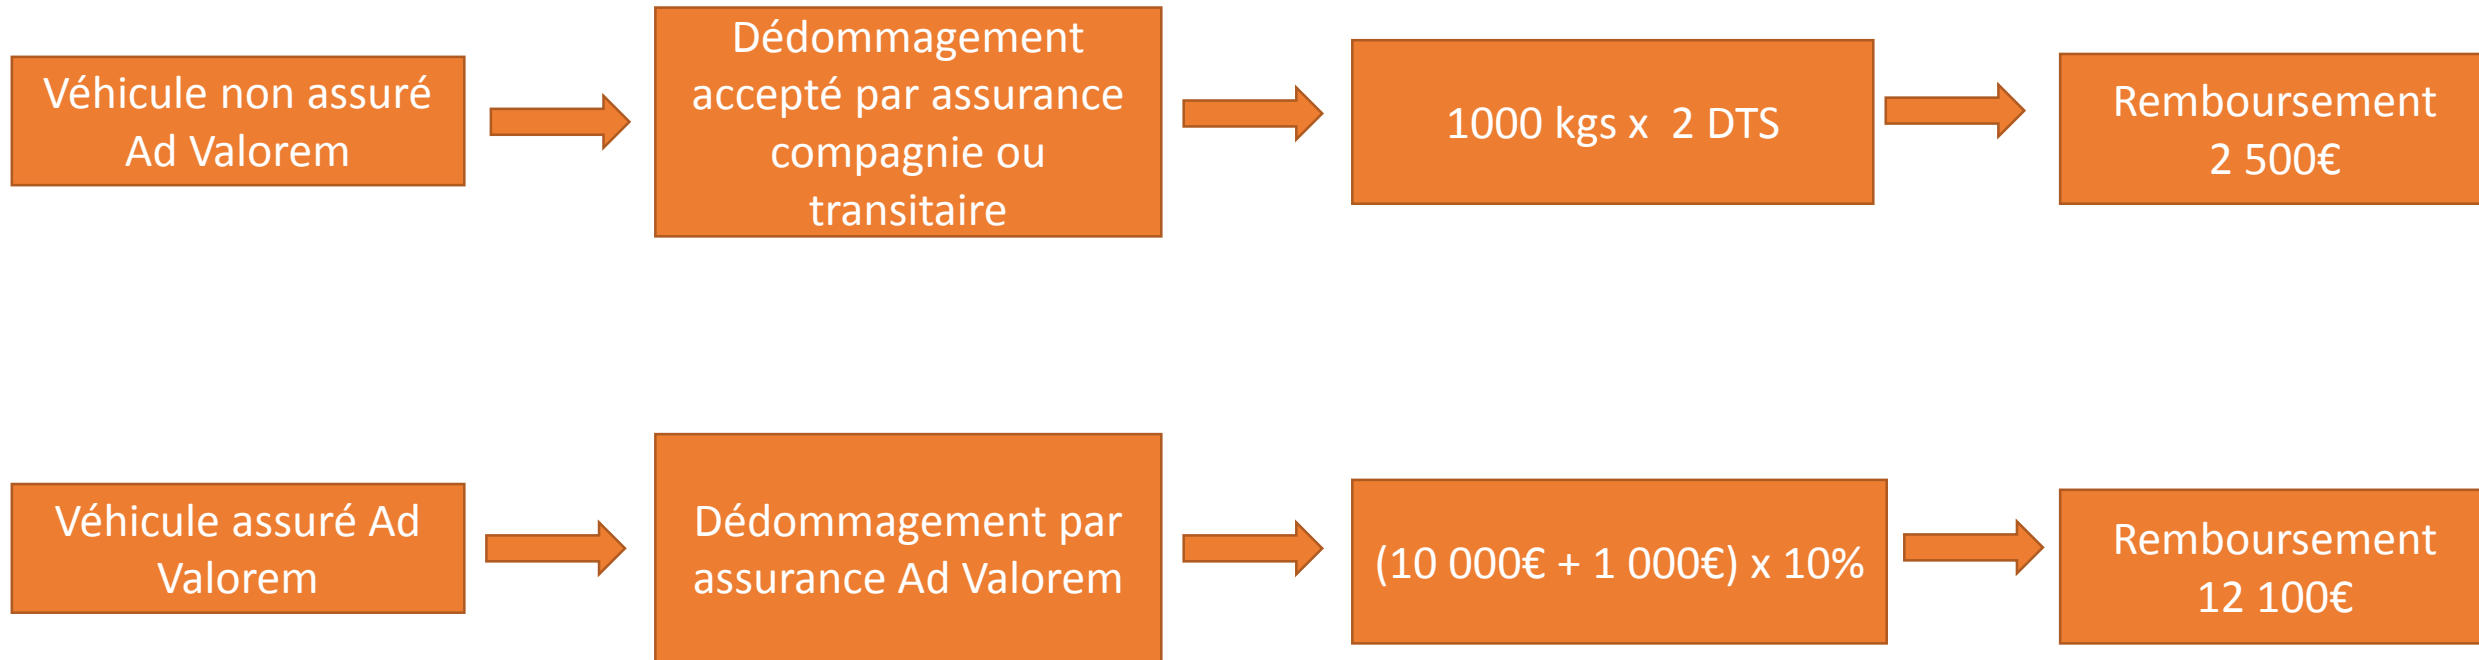 Véhicule non assuré
Ad Valorem
Dédommagement
accepté par assurance
compagnie ou
transitaire
1000 kgs x  2 DTS
Remboursement
2 500€
Véhicule assuré Ad
Valorem
Dédommagement par
assurance Ad Valorem
(10 000€ + 1 000€) x 10%
Remboursement
12 100€